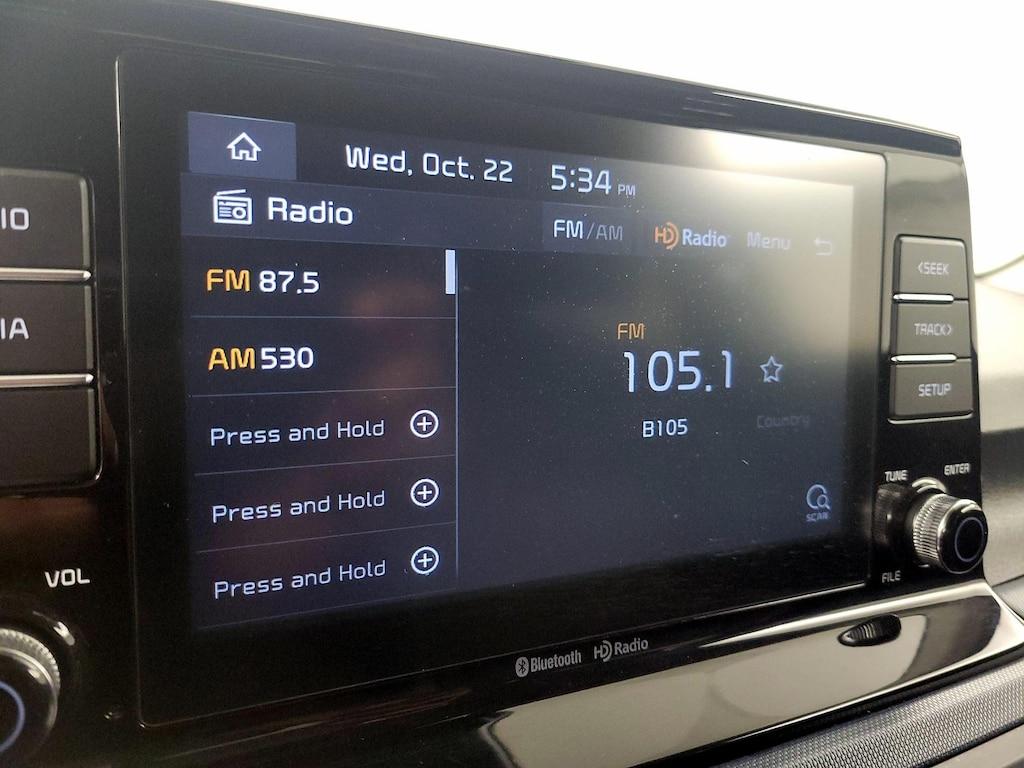 Wed, Oct. 22 5:34 PM
Radio
FM/AM HD Radio Menu
FM 87.5
AM 530
Press and Hold
Press and Hold
Press and Hold
FM
105.1
B105
Country
SCAN
IO
IA
VOL
<SEEK
TRACK>
SETUP
TUNE
ENTER
FILE
Bluetooth HD Radio